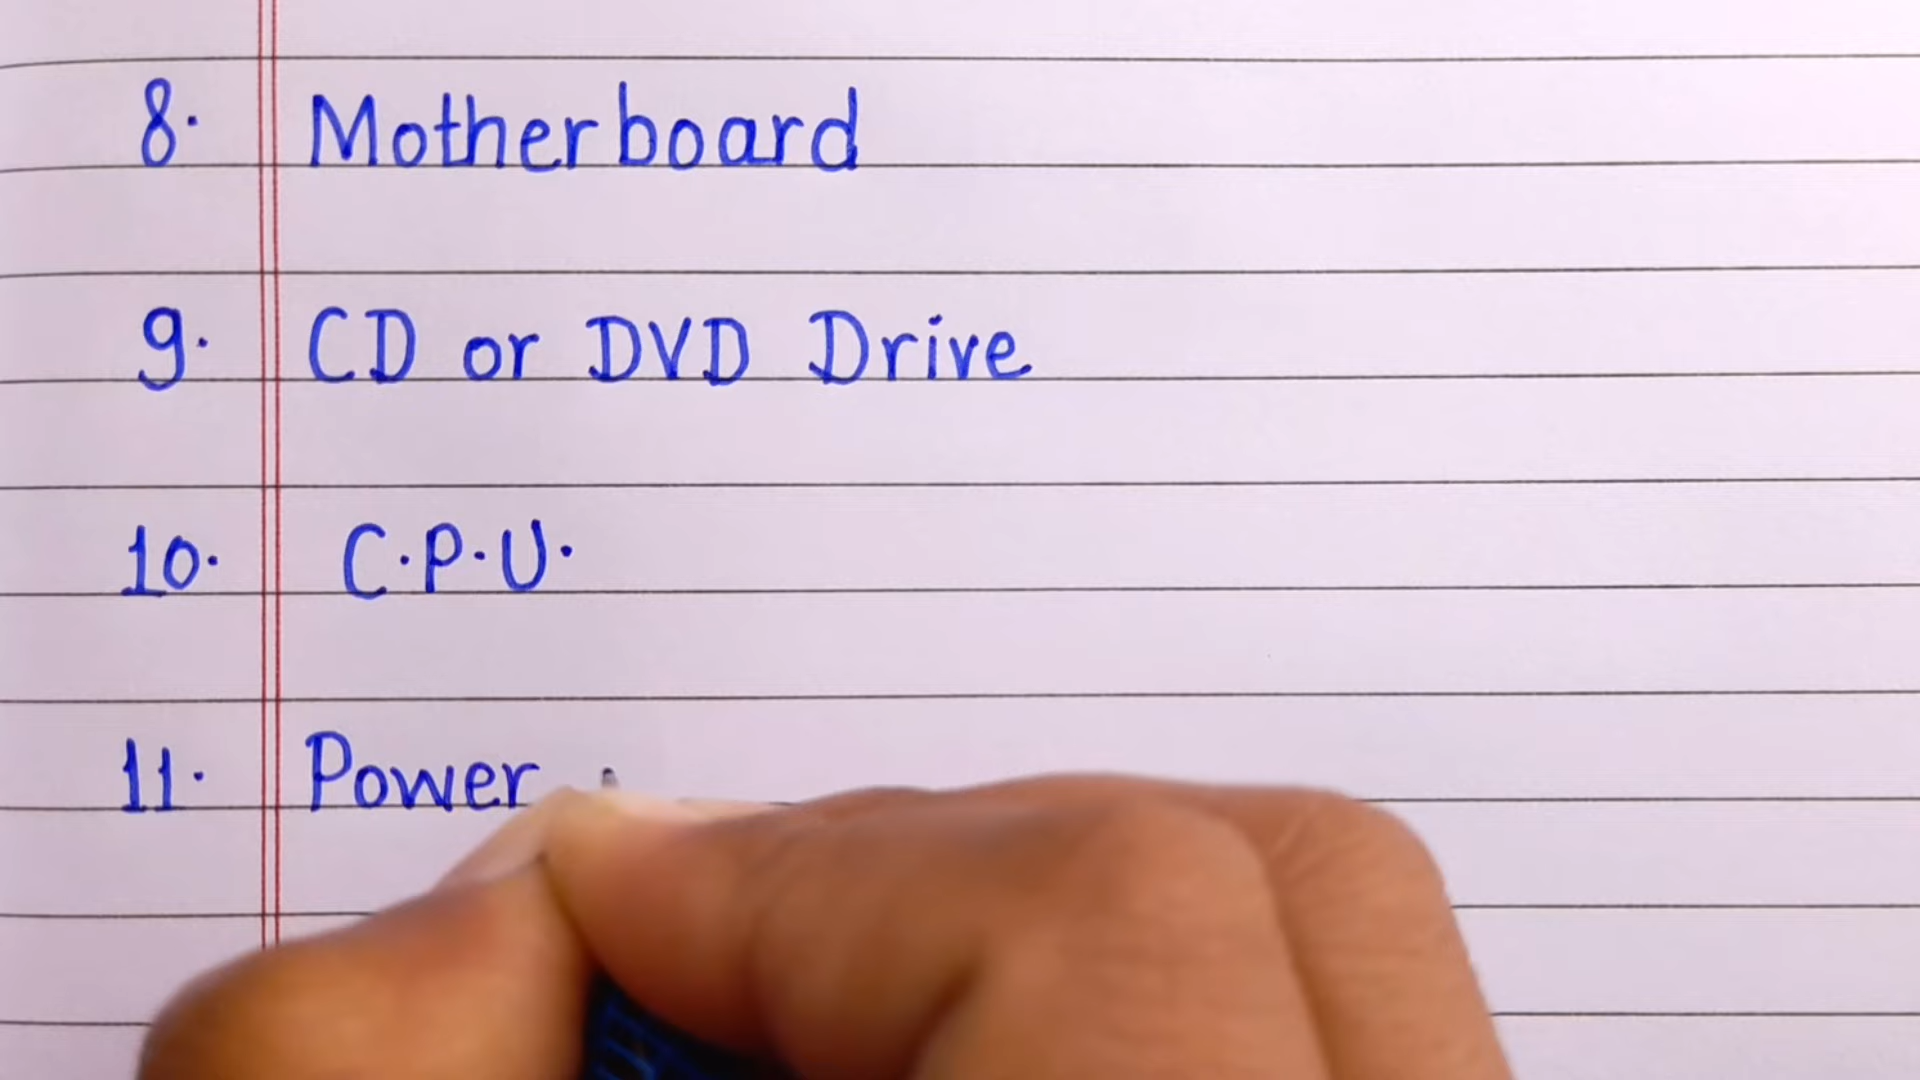 8. Motherboard
9. CD or DVD Drive
10. C.P.U.
11. Power